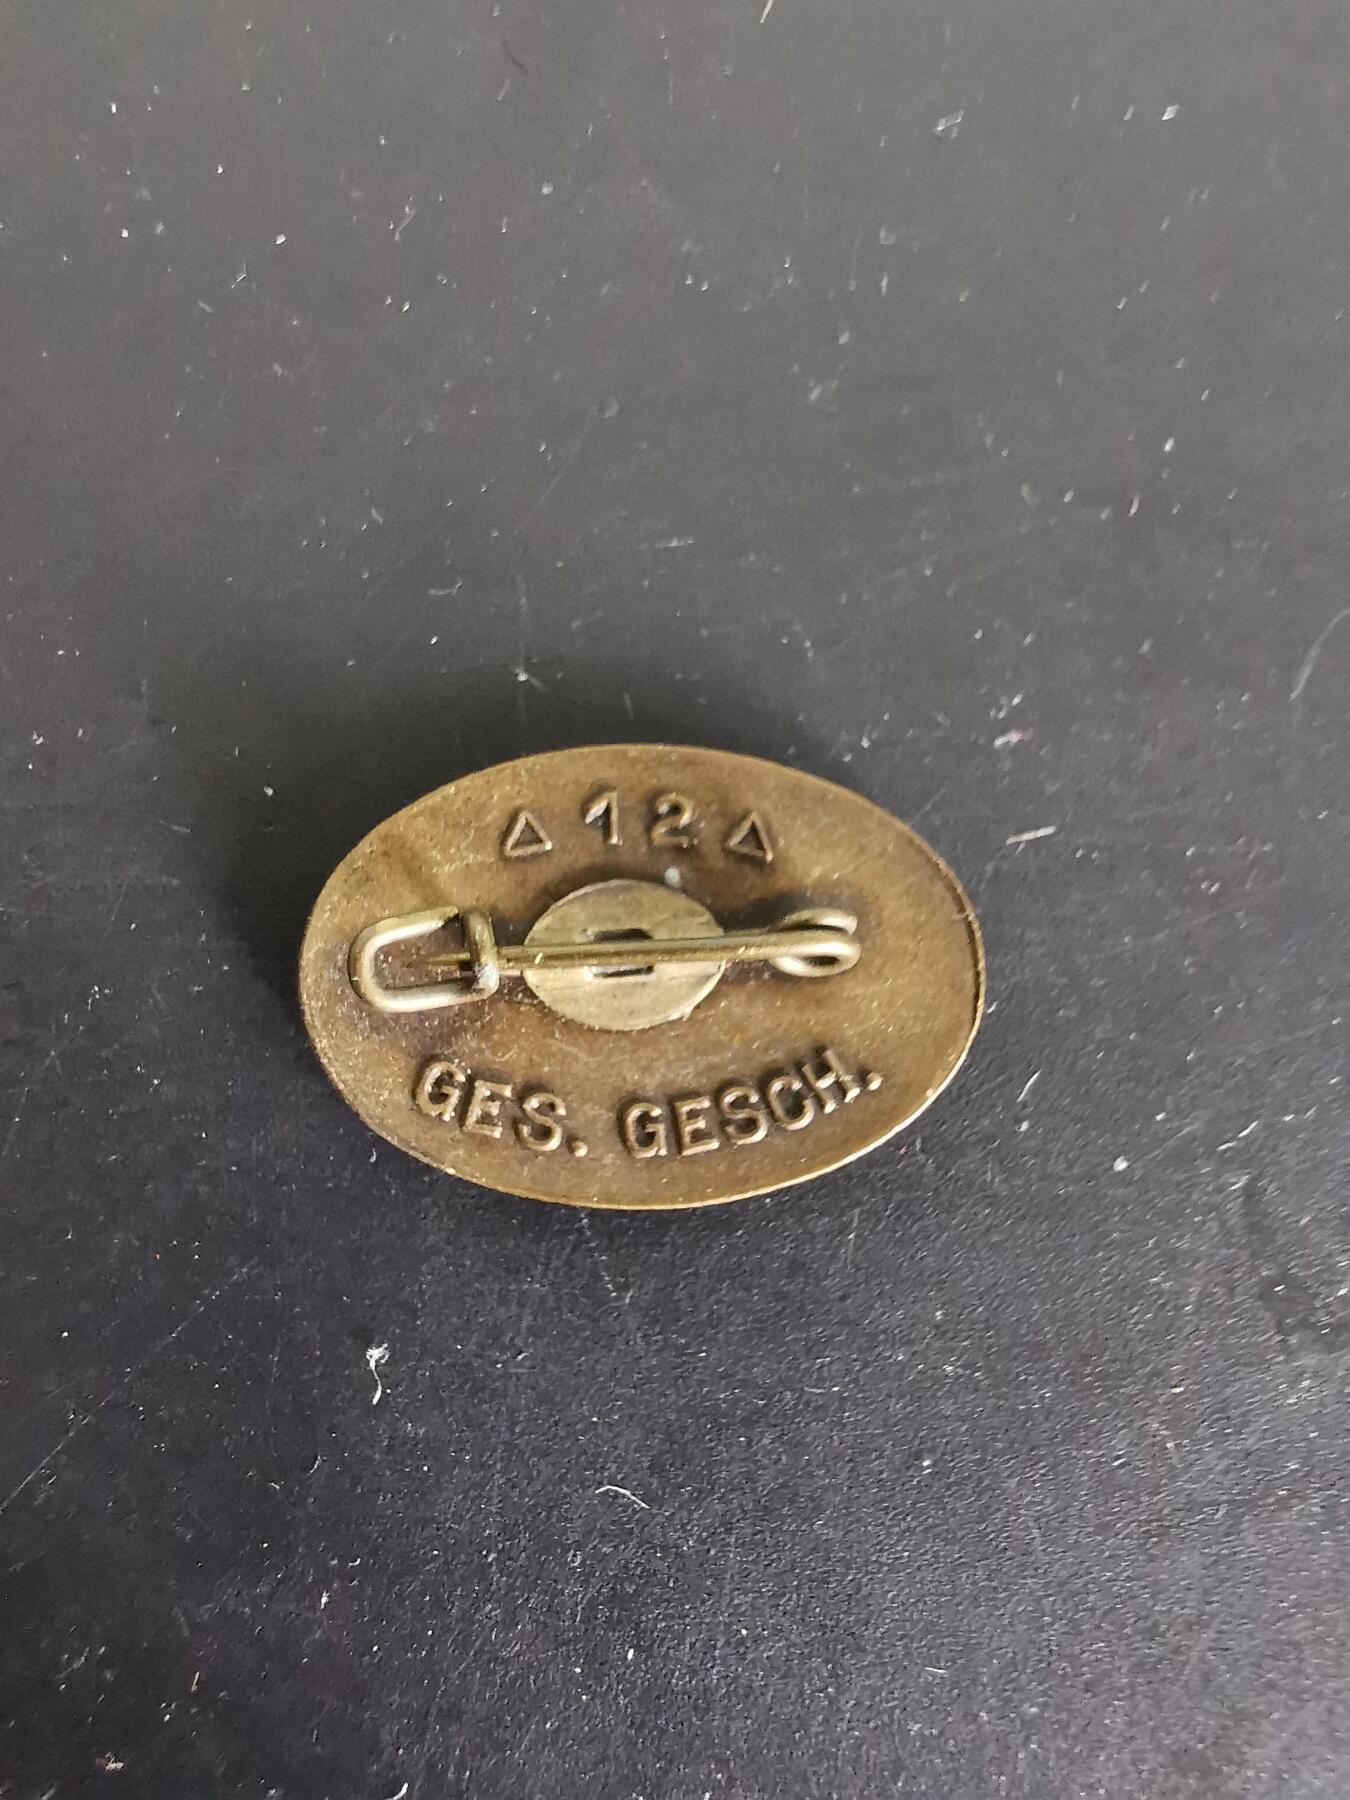 △ 12 △
GES. GESCH.